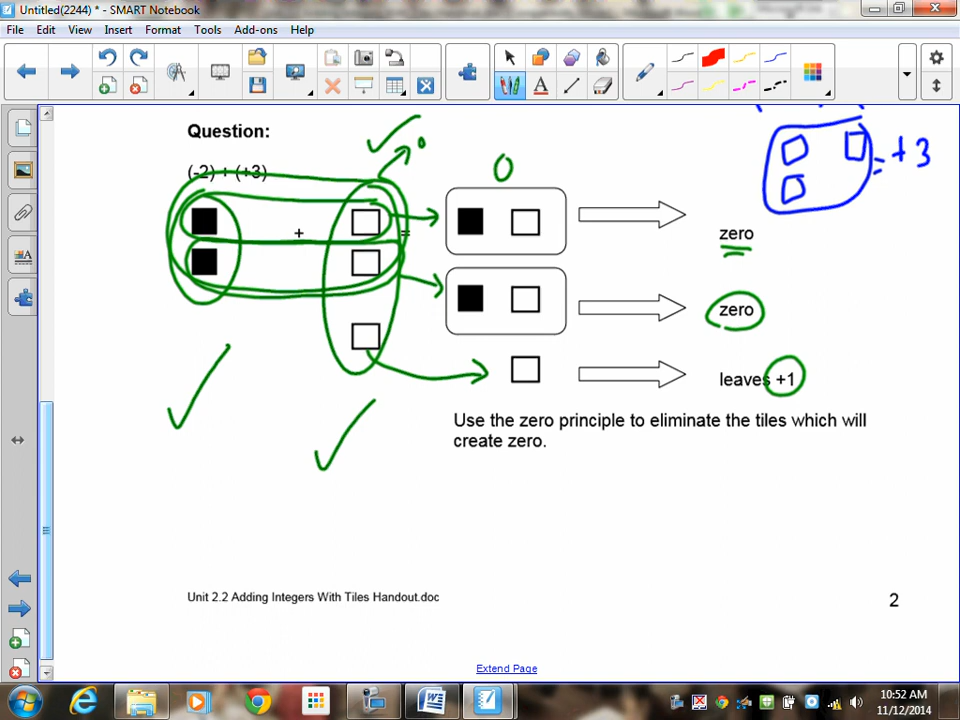 Untitled(2244) * - SMART Notebook
File Edit View Insert Format Tools Add-ons Help
Question:
(-2) + (+3)
0
0
= +3
+ =
zero
zero
leaves +1
Use the zero principle to eliminate the tiles which will
create zero.
Unit 2.2 Adding Integers With Tiles Handout.doc
2
Extend Page
10:52 AM
11/12/2014